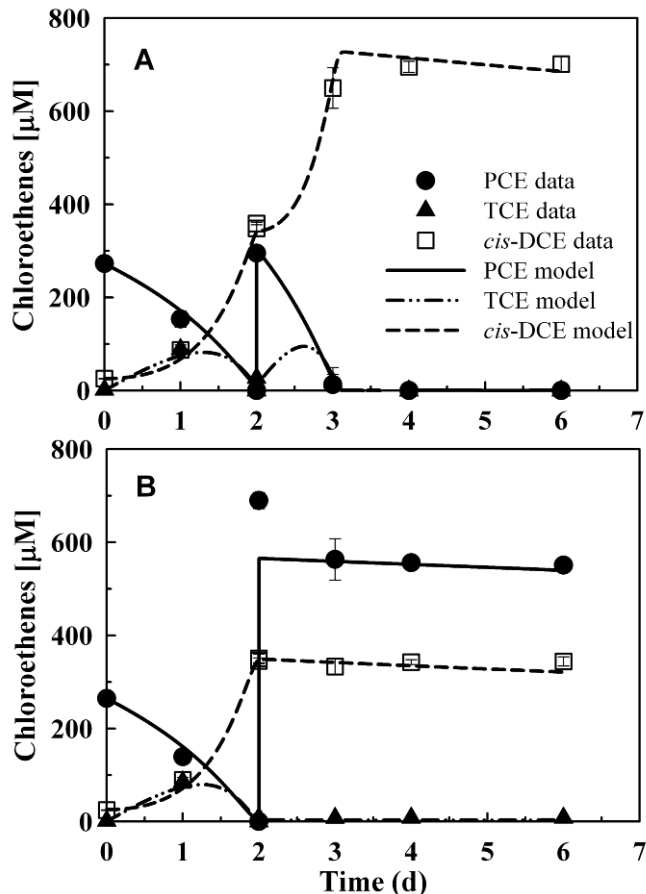 A
Chloroethenes [µM]
800
600
400
200
0
PCE data
TCE data
cis-DCE data
PCE model
TCE model
cis-DCE model
0 1 2 3 4 5 6 7
B
Chloroethenes [µM]
800
600
400
200
0
0 1 2 3 4 5 6 7
Time (d)